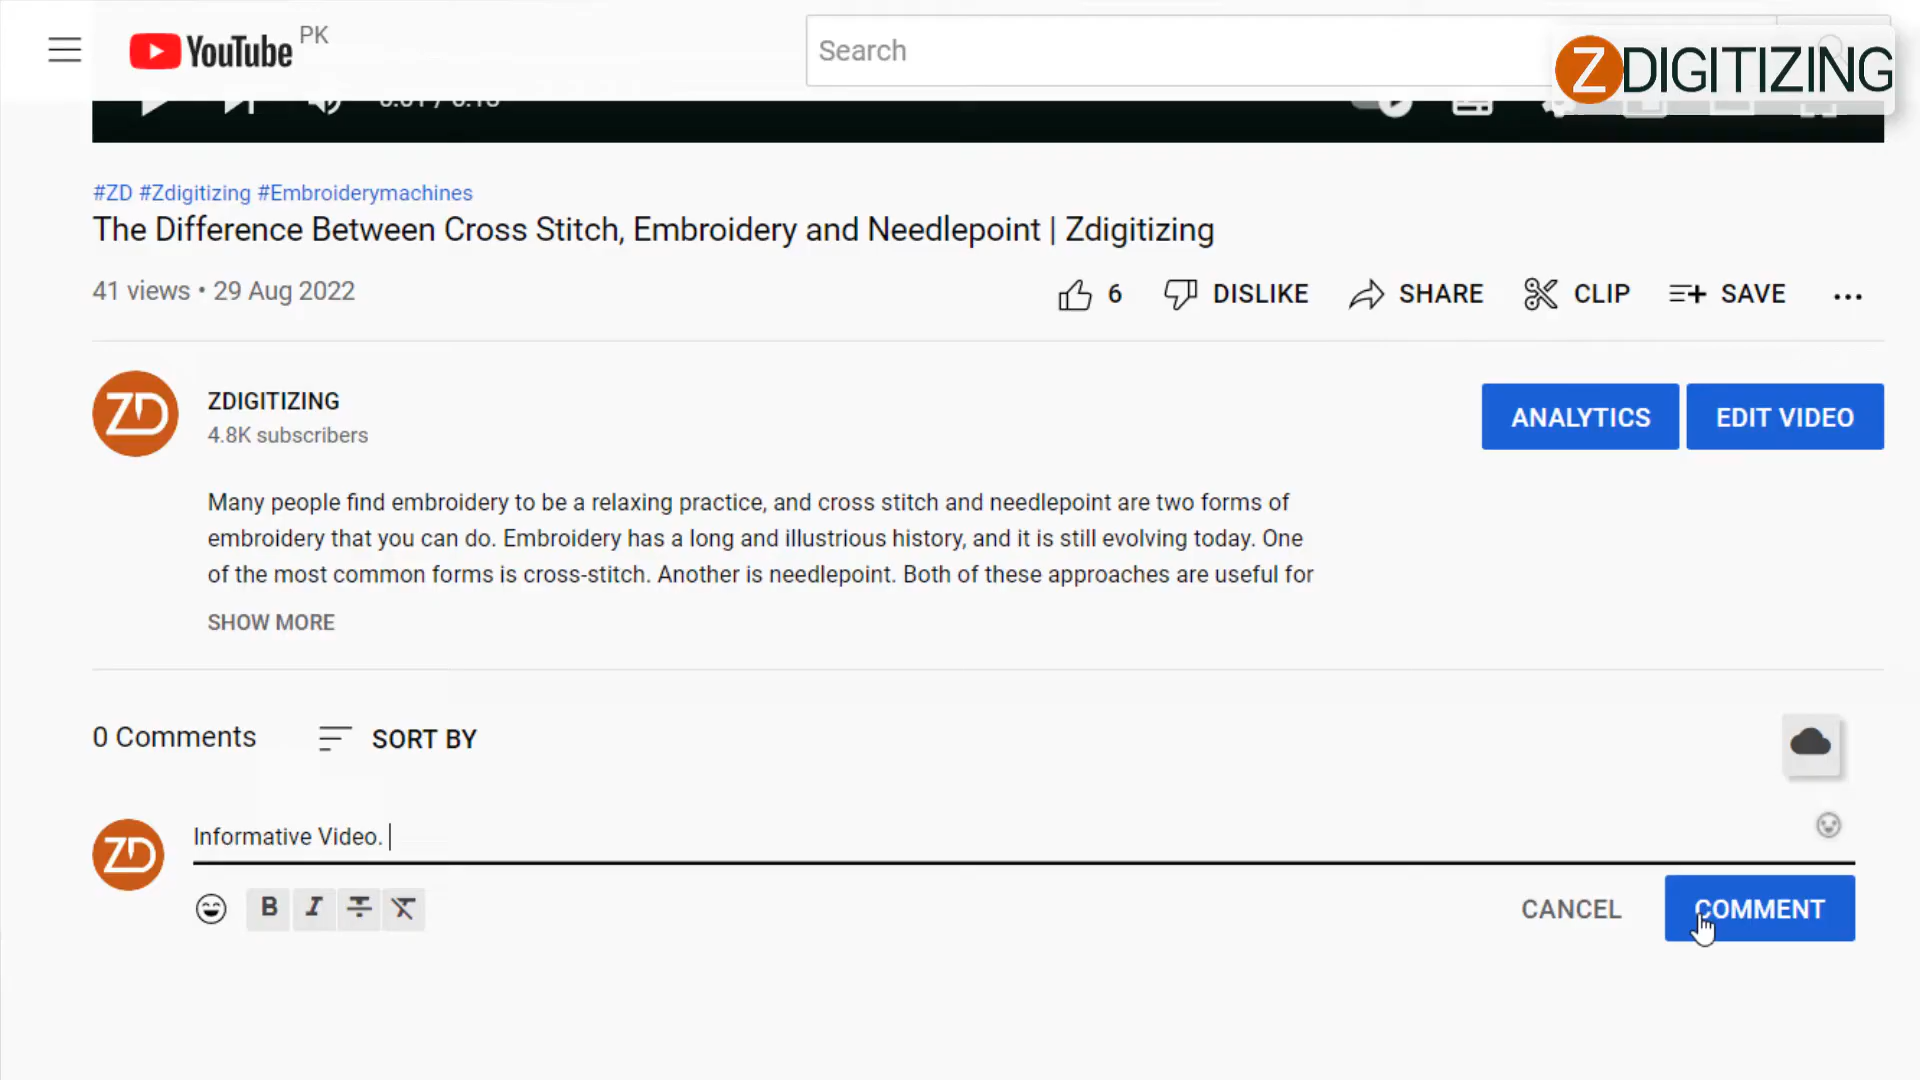 YouTube PK
Search
ZDIGITIZING
#ZD #Zdigitizing #Embroiderymachines
The Difference Between Cross Stitch, Embroidery and Needlepoint | Zdigitizing
41 views • 29 Aug 2022
6 DISLIKE SHARE CLIP SAVE ...
ZD
ZDIGITIZING
4.8K subscribers
ANALYTICS EDIT VIDEO
Many people find embroidery to be a relaxing practice, and cross stitch and needlepoint are two forms of
embroidery that you can do. Embroidery has a long and illustrious history, and it is still evolving today. One
of the most common forms is cross-stitch. Another is needlepoint. Both of these approaches are useful for
SHOW MORE
0 Comments SORT BY
ZD
Informative Video.
B I
CANCEL COMMENT